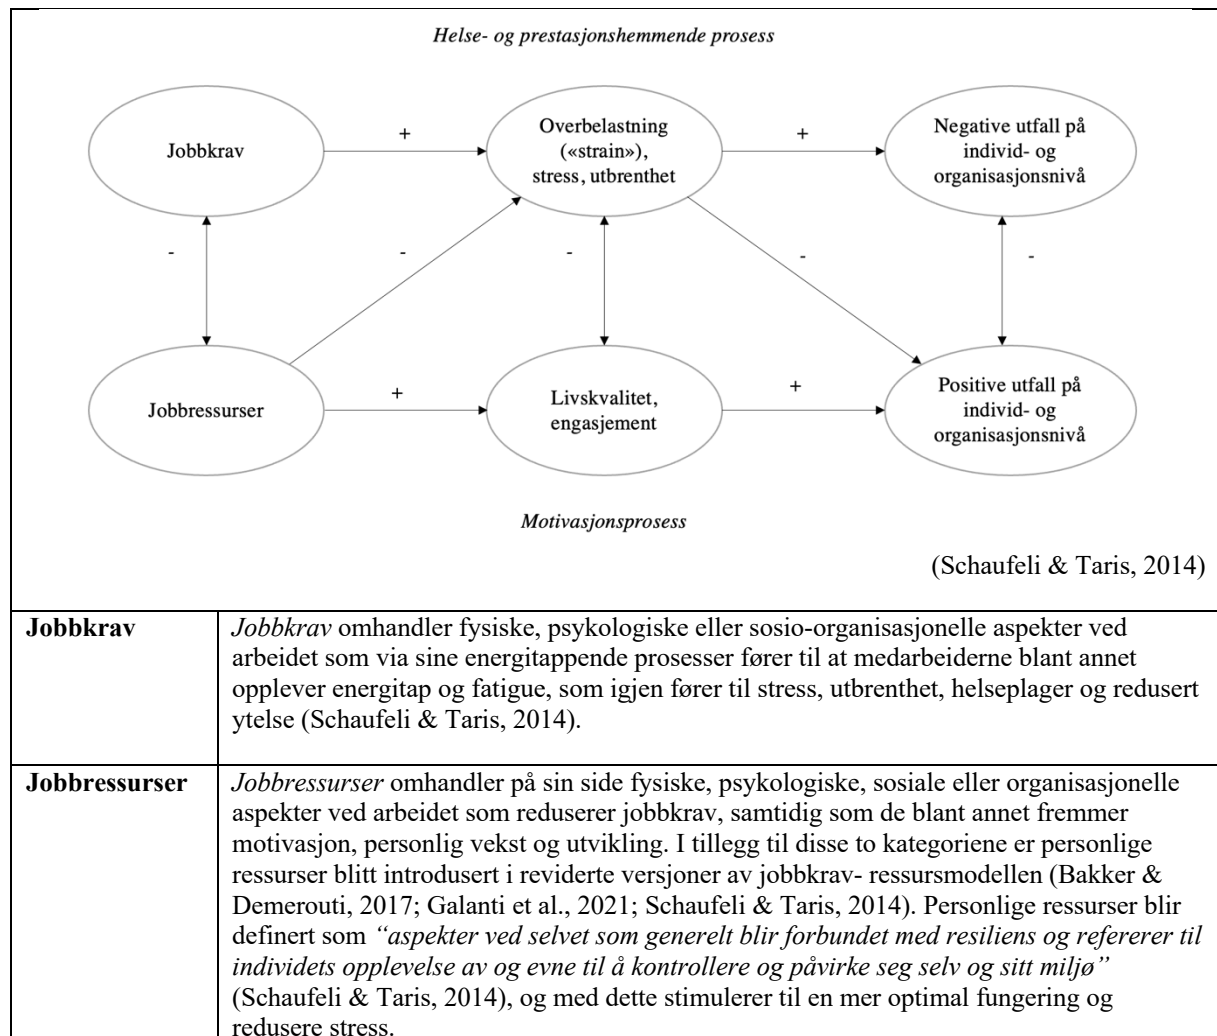 Helse- og prestasjonshemmende prosess
Jobbkrav
+
Overbelastning
(«strain»),
stress, utbrenthet
+
Negative utfall på
individ- og
organisasjonsnivå
-
-
-
-
-
Jobbressurser
+
Livskvalitet,
engasjement
+
Positive utfall på
individ- og
organisasjonsnivå
Motivasjonsprosess
(Schaufeli & Taris, 2014)
Jobbkrav
Jobbkrav omhandler fysiske, psykologiske eller sosio-organisasjonelle aspekter ved
arbeidet som via sine energitappende prosesser fører til at medarbeiderne blant annet
opplever energitap og fatigue, som igjen fører til stress, utbrenthet, helseplager og redusert
ytelse (Schaufeli & Taris, 2014).
Jobbressurser
Jobbressurser omhandler på sin side fysiske, psykologiske, sosiale eller organisasjonelle
aspekter ved arbeidet som reduserer jobbkrav, samtidig som de blant annet fremmer
motivasjon, personlig vekst og utvikling. I tillegg til disse to kategoriene er personlige
ressurser blitt introdusert i reviderte versjoner av jobbkrav- ressursmodellen (Bakker &
Demerouti, 2017; Galanti et al., 2021; Schaufeli & Taris, 2014). Personlige ressurser blir
definert som “aspekter ved selvet som generelt blir forbundet med resiliens og refererer til
individets opplevelse av og evne til å kontrollere og påvirke seg selv og sitt miljø”
(Schaufeli & Taris, 2014), og med dette stimulerer til en mer optimal fungering og
redusere stress.